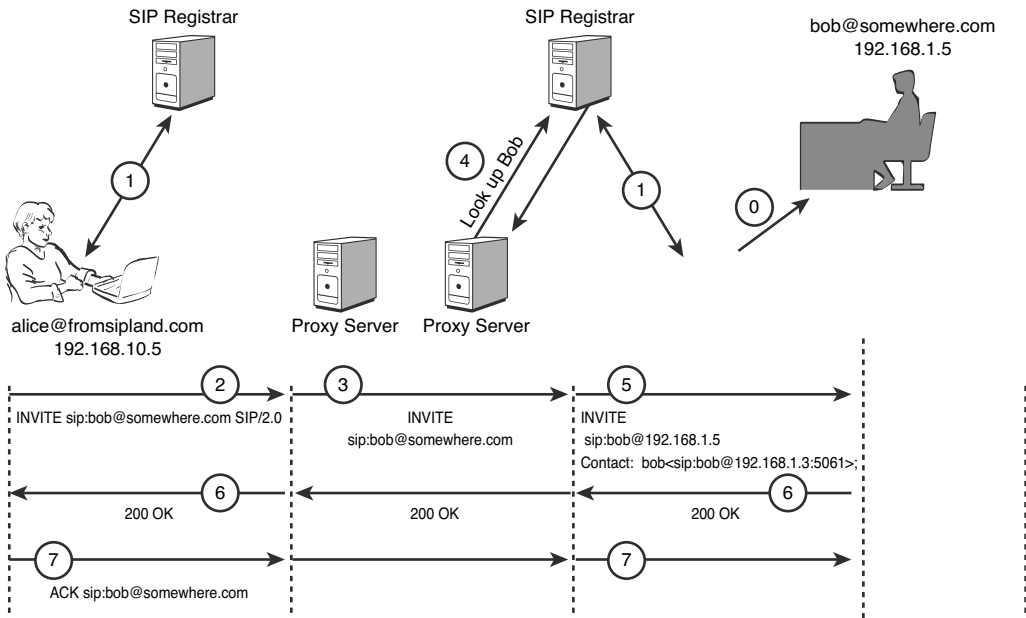 SIP Registrar
SIP Registrar
bob@somewhere.com
192.168.1.5
1
4
Look up Bob
1
0
alice@fromsipland.com
192.168.10.5
Proxy Server
Proxy Server
2
3
5
INVITE sip:bob@somewhere.com SIP/2.0
INVITE
sip:bob@somewhere.com
INVITE
sip:bob@192.168.1.5
Contact: bob<sip:bob@192.168.1.3:5061>;
6
6
200 OK
200 OK
200 OK
7
7
ACK sip:bob@somewhere.com